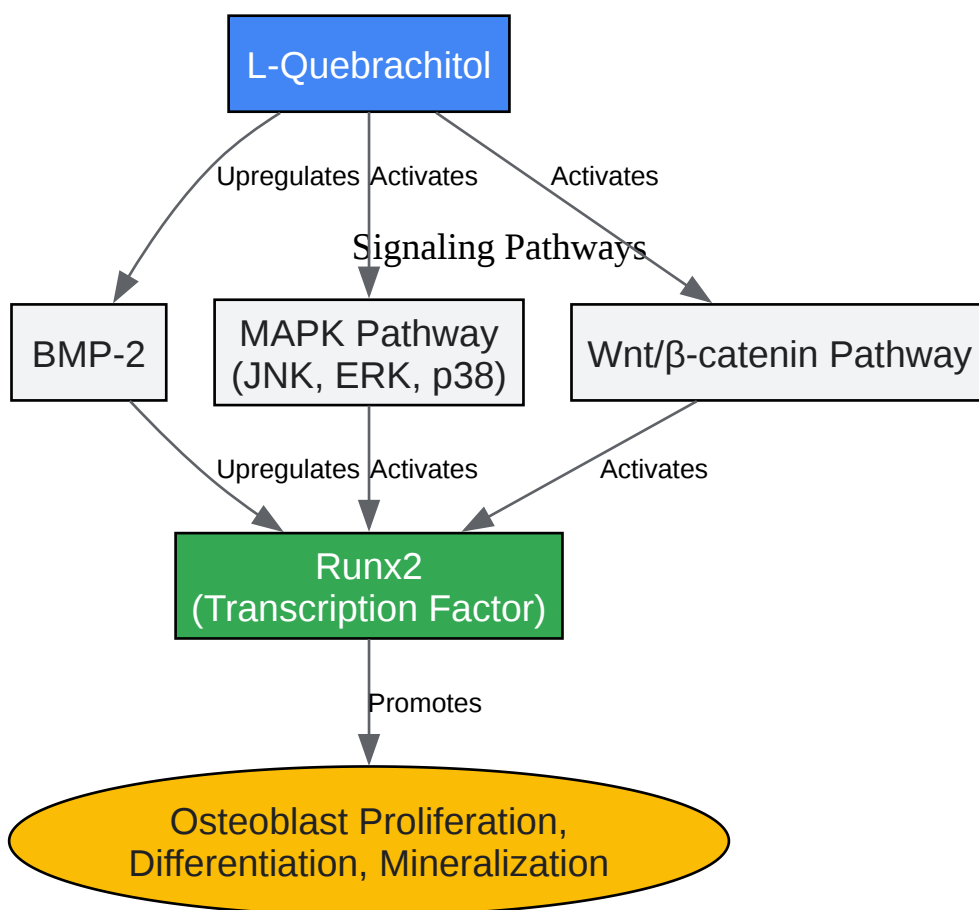 L-Quebrachitol
Upregulates
Activates
Activates
Signaling Pathways
BMP-2
MAPK Pathway
(JNK, ERK, p38)
Wnt/β-catenin Pathway
Upregulates
Activates
Activates
Runx2
(Transcription Factor)
Promotes
Osteoblast Proliferation,
Differentiation, Mineralization